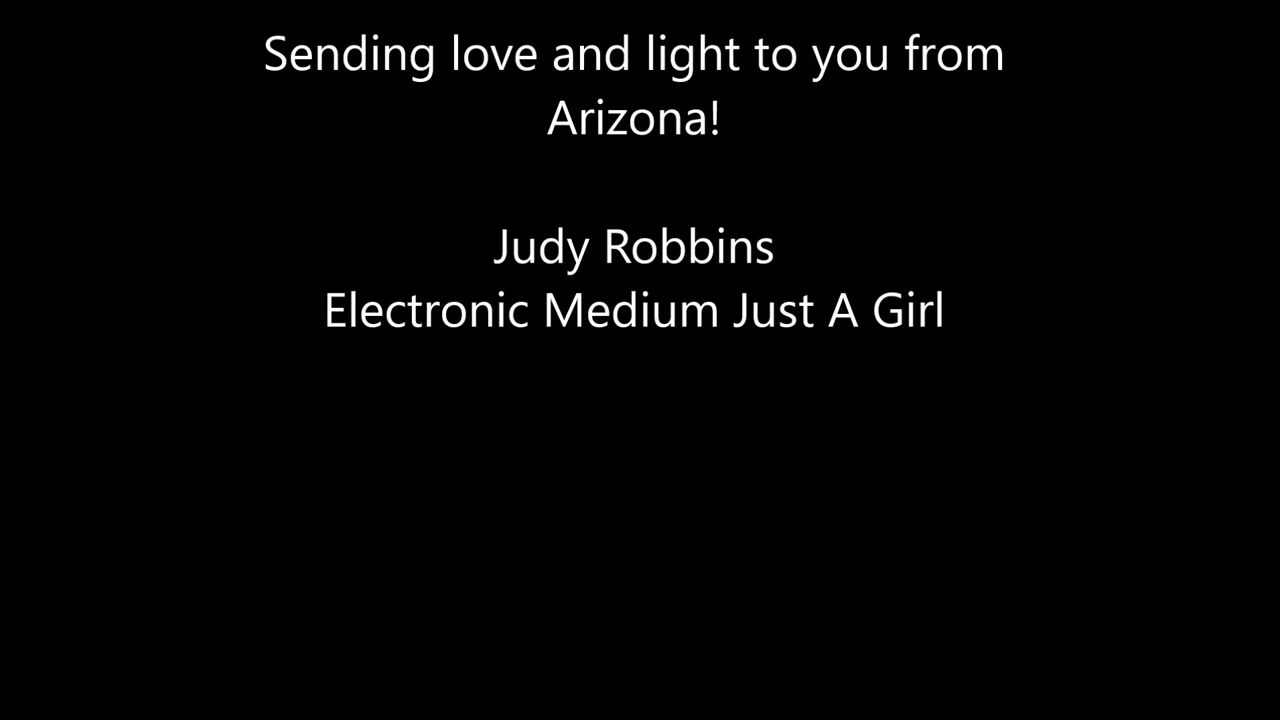 Sending love and light to you from
Arizona!
Judy Robbins
Electronic Medium Just A Girl